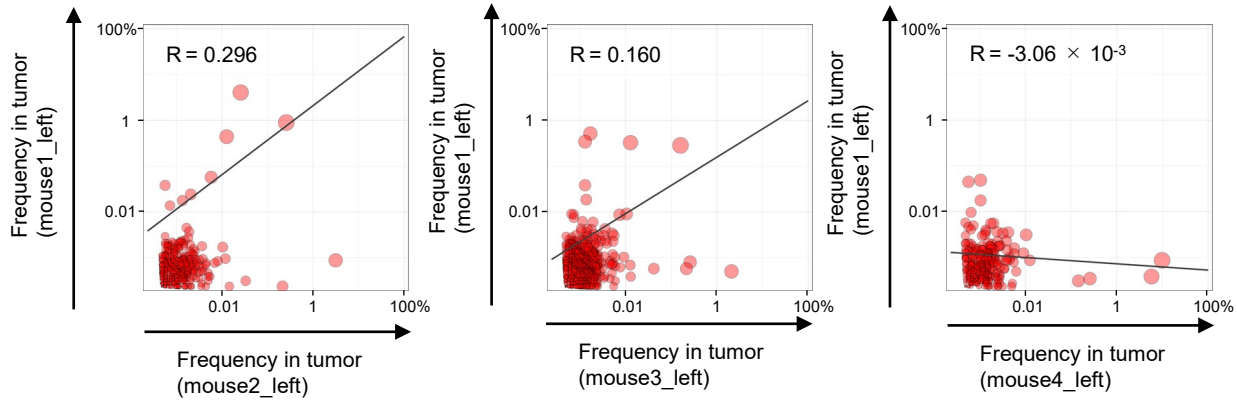 Frequency in tumor
(mouse1_left)
100%
1
0.01
R = 0.296
0.01
1
100%
Frequency in tumor
(mouse2_left)
Frequency in tumor
(mouse1_left)
100%
1
0.01
R = 0.160
0.01
1
100%
Frequency in tumor
(mouse3_left)
Frequency in tumor
(mouse1_left)
100%
1
0.01
R = -3.06 × 10⁻³
0.01
1
100%
Frequency in tumor
(mouse4_left)